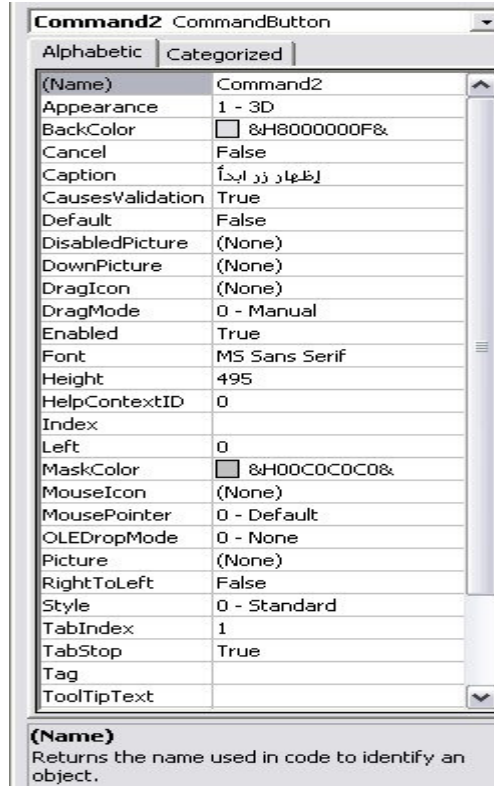 Command2 CommandButton
Alphabetic Categorized
(Name) Command2
Appearance 1 - 3D
BackColor &H8000000F&
Cancel False
Caption إظهار زر ابدأ
CausesValidation True
Default False
DisabledPicture (None)
DownPicture (None)
DragIcon (None)
DragMode 0 - Manual
Enabled True
Font MS Sans Serif
Height 495
HelpContextID 0
Index
Left 0
MaskColor &H00C0C0C0&
MouseIcon (None)
MousePointer 0 - Default
OLEDropMode 0 - None
Picture (None)
RightToLeft False
Style 0 - Standard
TabIndex 1
TabStop True
Tag
ToolTipText
(Name)
Returns the name used in code to identify an
object.